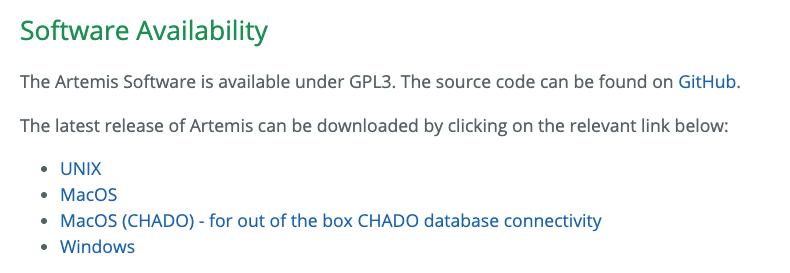 Software Availability
The Artemis Software is available under GPL3. The source code can be found on GitHub.
The latest release of Artemis can be downloaded by clicking on the relevant link below:
• UNIX
• MacOS
• MacOS (CHADO) - for out of the box CHADO database connectivity
• Windows